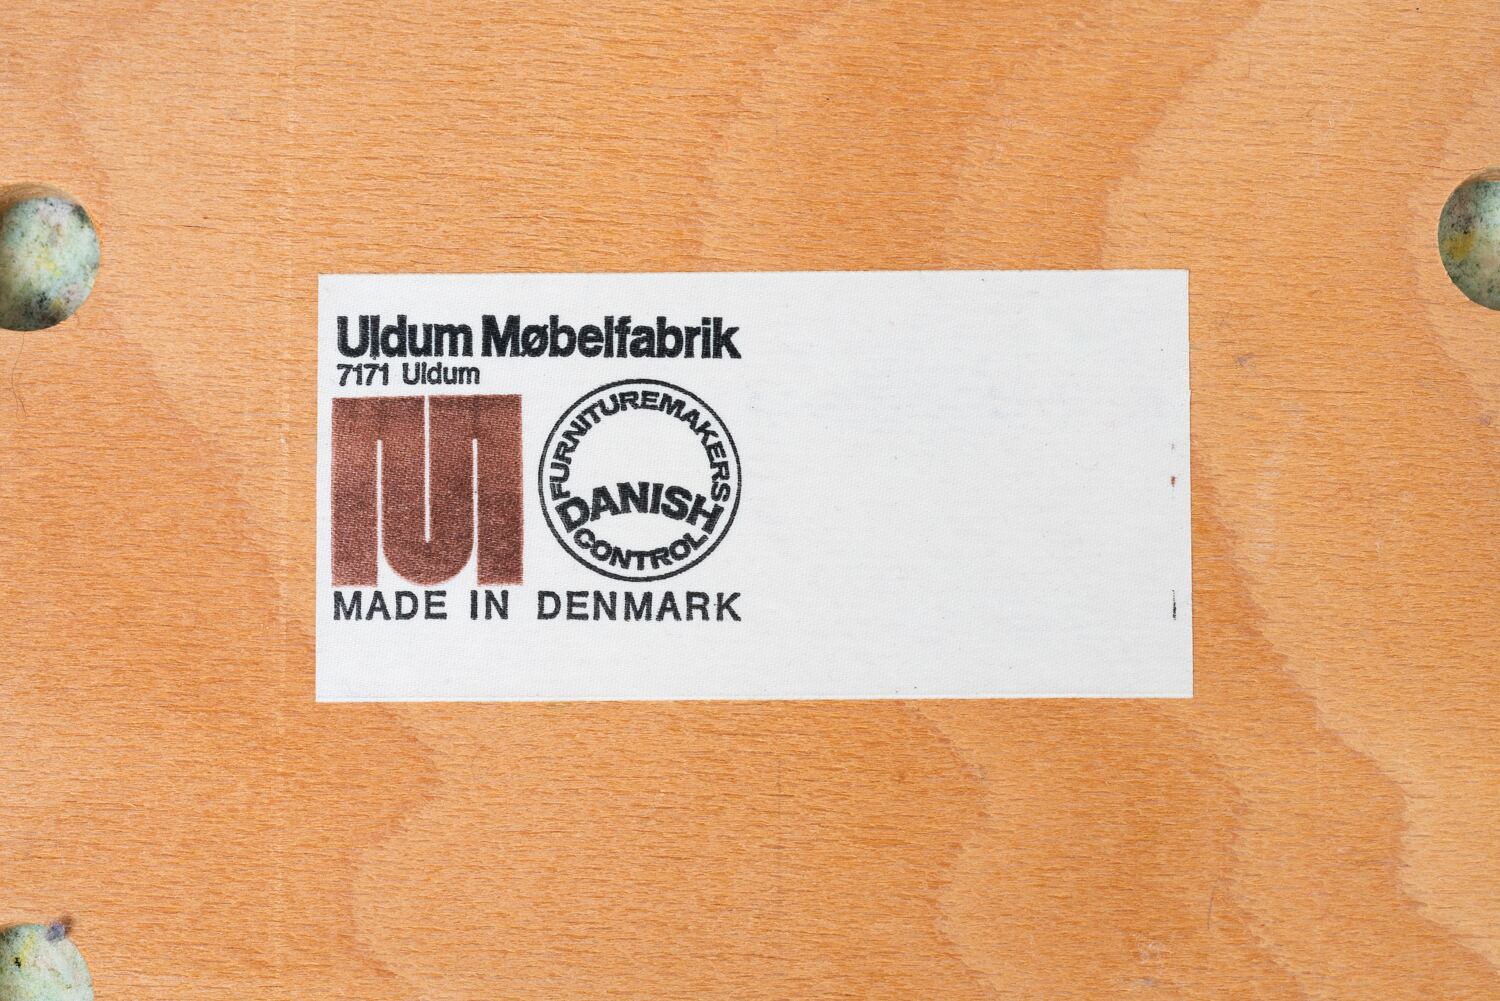 Uldum Møbelfabrik
7171 Uldum
FURNITUREMAKERS
DANISH
CONTROL
MADE IN DENMARK